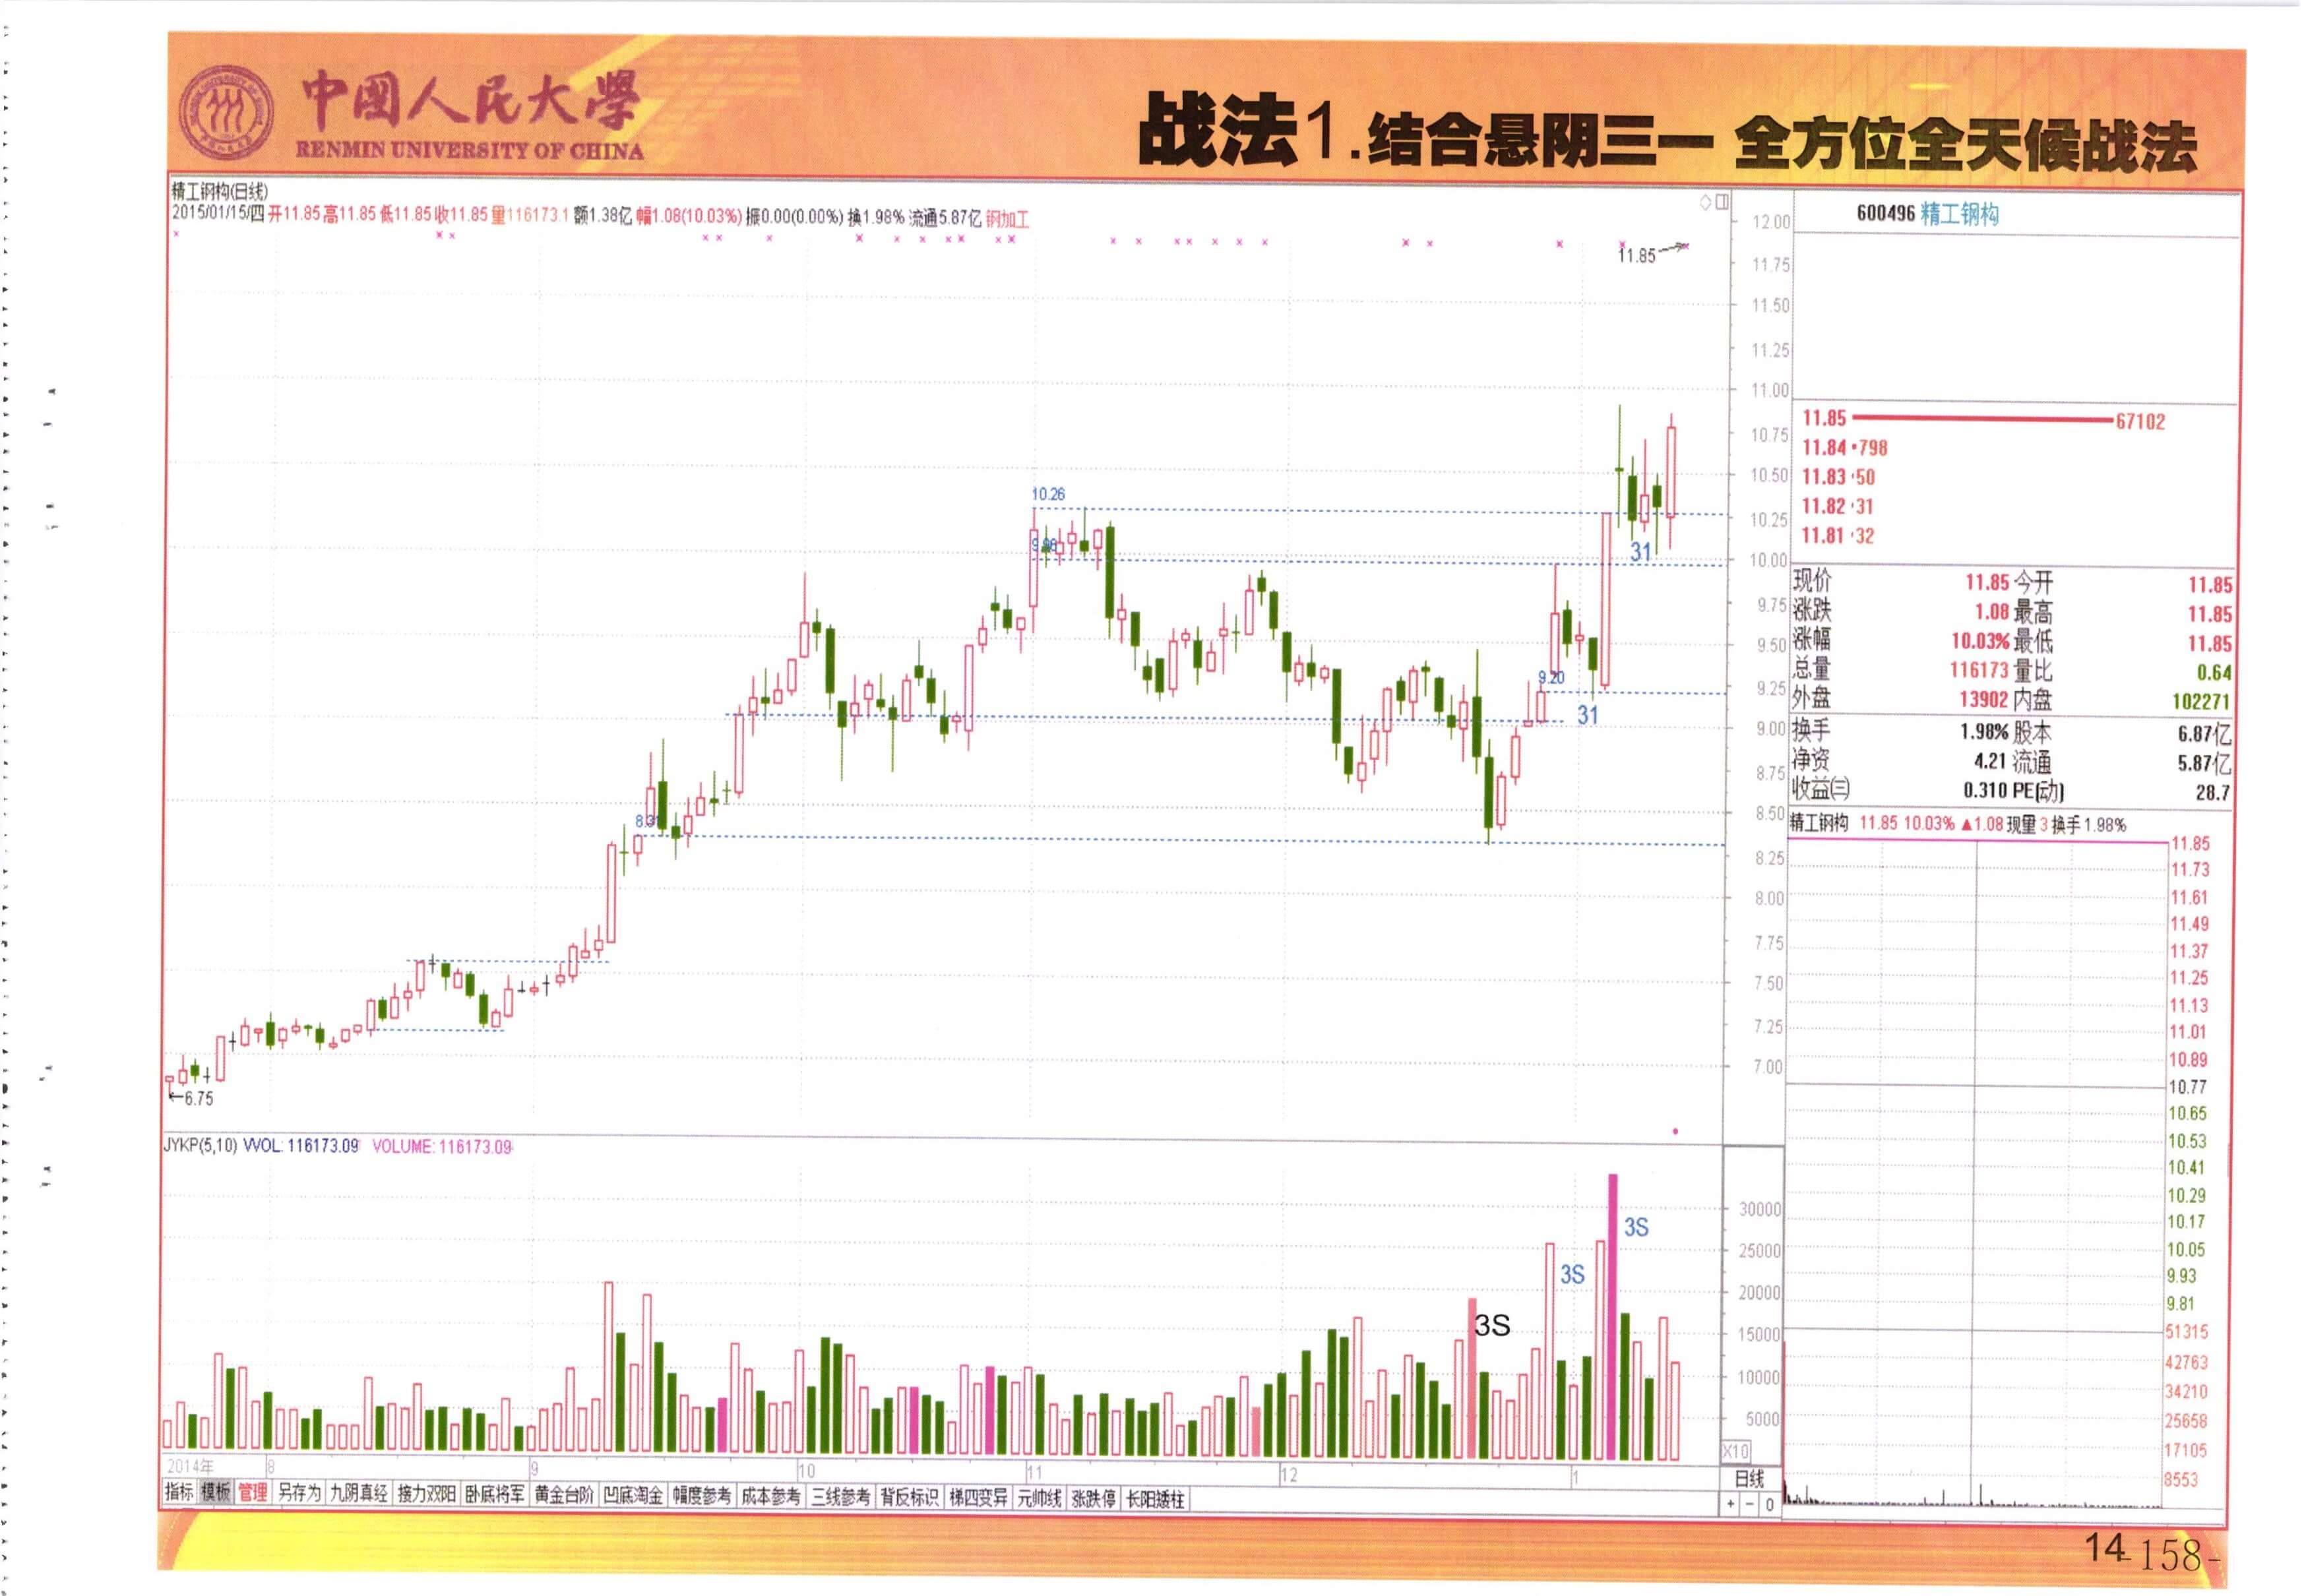 中国人民大學
RENMIN UNIVERSITY OF CHINA
战法1.结合悬阴三一 全方位全天候战法
精工钢构(日线)
2015/01/15/四 开11.85 高11.85 低11.85 收11.85 量116173.1 额1.38亿 幅1.08(10.03%) 振0.00(0.00%) 换1.98% 流通5.87亿 钢加工
11.85
12.00
11.75
11.50
11.25
11.00
10.75
10.50
10.25
10.00
9.75
9.50
9.25
9.00
8.75
8.50
8.25
8.00
7.75
7.50
7.25
7.00
10.26
9.20
31
31
←6.75
600496 精工钢构
11.85 67102
11.84 798
11.83 50
11.82 31
11.81 32
现价 11.85 今开 11.85
涨跌 1.08 最高 11.85
涨幅 10.03% 最低 11.85
总量 116173 量比 0.64
外盘 13902 内盘 102271
换手 1.98% 股本 6.87亿
净资 4.21 流通 5.87亿
收益㈢ 0.310 PE(动) 28.7
精工钢构 11.85 10.03% ▲1.08 现量 3 换手 1.98%
11.85
11.73
11.61
11.49
11.37
11.25
11.13
11.01
10.89
10.77
10.65
10.53
10.41
10.29
10.17
10.05
9.93
9.81
51315
42763
34210
25658
17105
8553
JYKP(5,10) VVOL: 116173.09 VOLUME: 116173.09
3S
3S
3S
30000
25000
20000
15000
10000
5000
X10
2014年 8 9 10 11 12 1 日线
指标 模板 管理 另存为 九阴真经 接力双阳 卧底将军 黄金台阶 凹底淘金 幅度参考 成本参考 三线参考 背反标识 梯四变异 元帅线 涨跌停 长阳矮柱
+ - 0
14
-158-